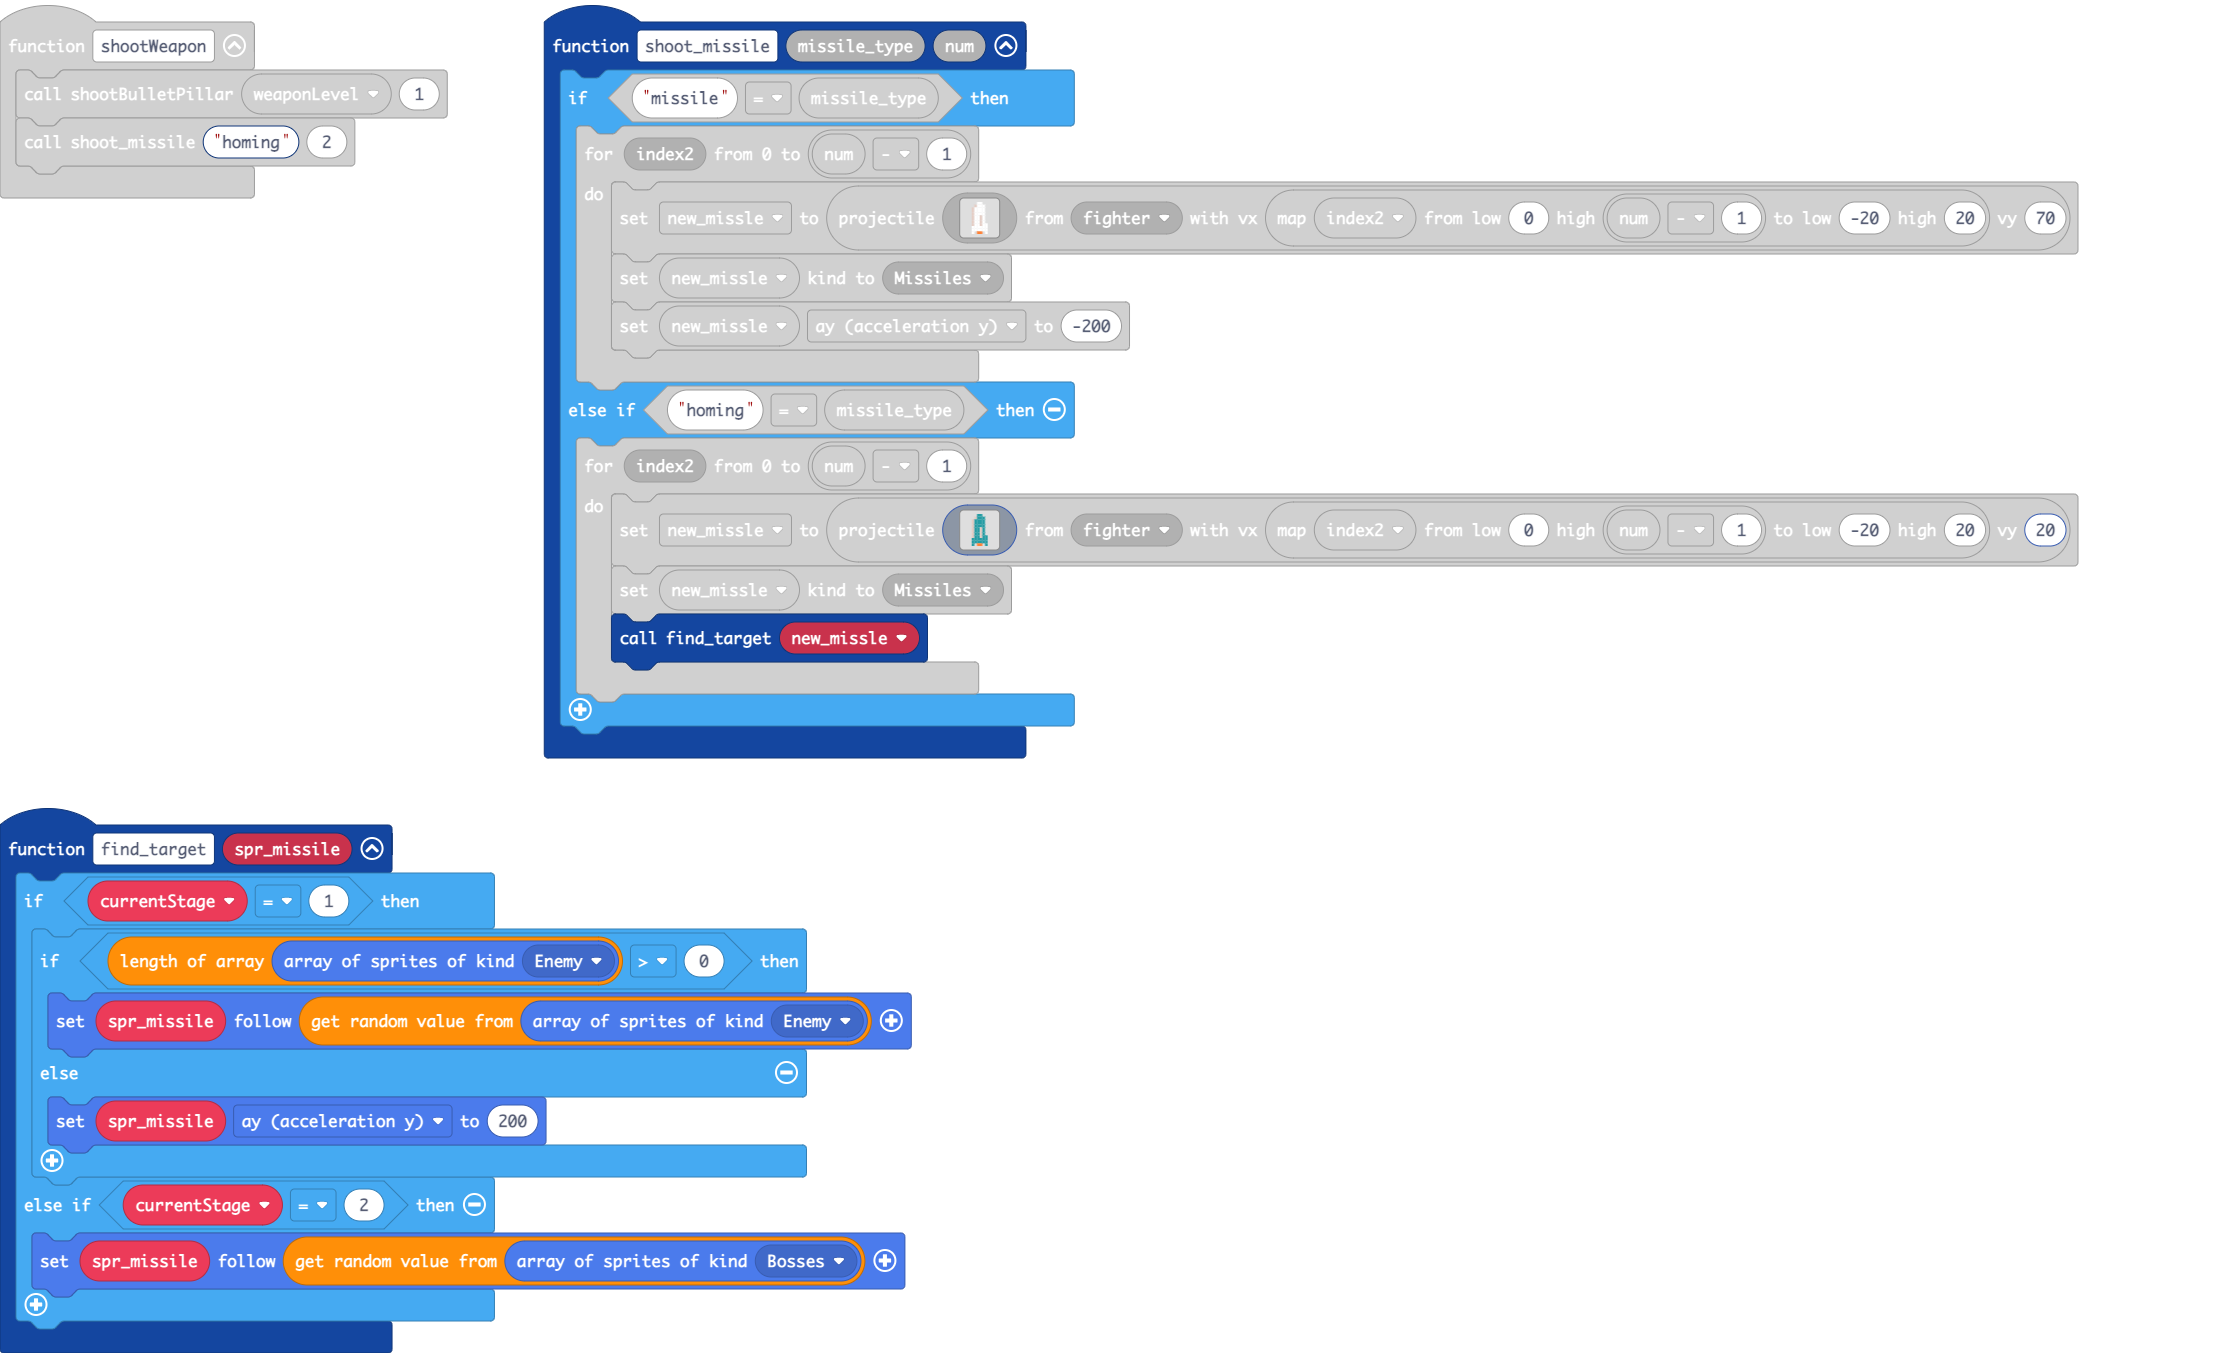 function shootWeapon
call shootBulletPillar weaponLevel 1
call shoot_missile "homing" 2
function shoot_missile missile_type num
if "missile" = missile_type then
for index2 from 0 to num - 1
do
set new_missle to projectile from fighter with vx map index2 from low 0 high num - 1 to low -20 high 20 vy 70
set new_missle kind to Missiles
set new_missle ay (acceleration y) to -200
else if "homing" = missile_type then
for index2 from 0 to num - 1
do
set new_missle to projectile from fighter with vx map index2 from low 0 high num - 1 to low -20 high 20 vy 20
set new_missle kind to Missiles
call find_target new_missle
function find_target spr_missile
if currentStage = 1 then
if length of array array of sprites of kind Enemy > 0 then
set spr_missile follow get random value from array of sprites of kind Enemy
else
set spr_missile ay (acceleration y) to 200
else if currentStage = 2 then
set spr_missile follow get random value from array of sprites of kind Bosses